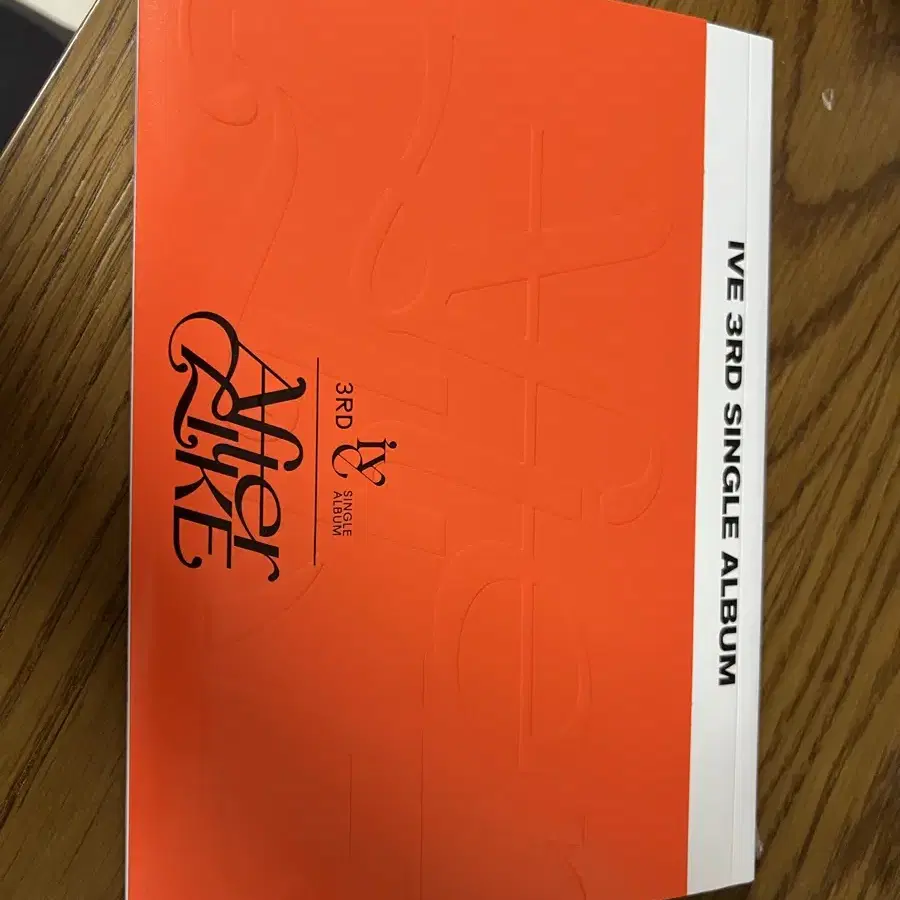 IVE 3RD SINGLE ALBUM
3RD IVE SINGLE
ALBUM
After
LIKE